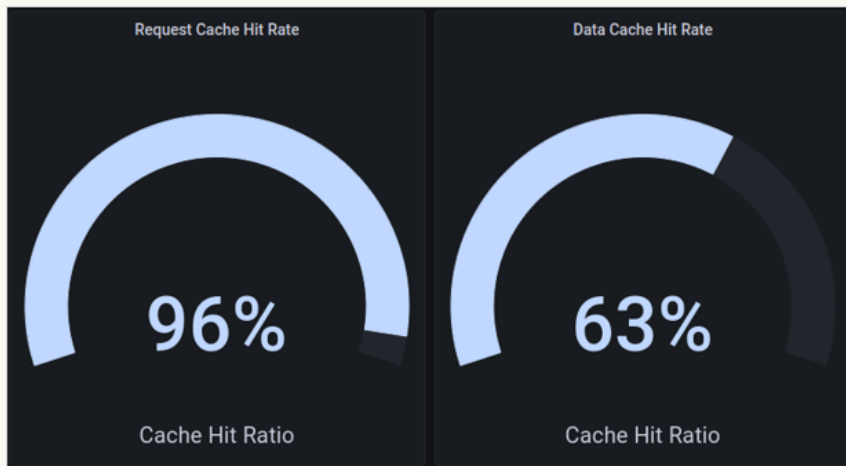 Request Cache Hit Rate
96%
Cache Hit Ratio
Data Cache Hit Rate
63%
Cache Hit Ratio